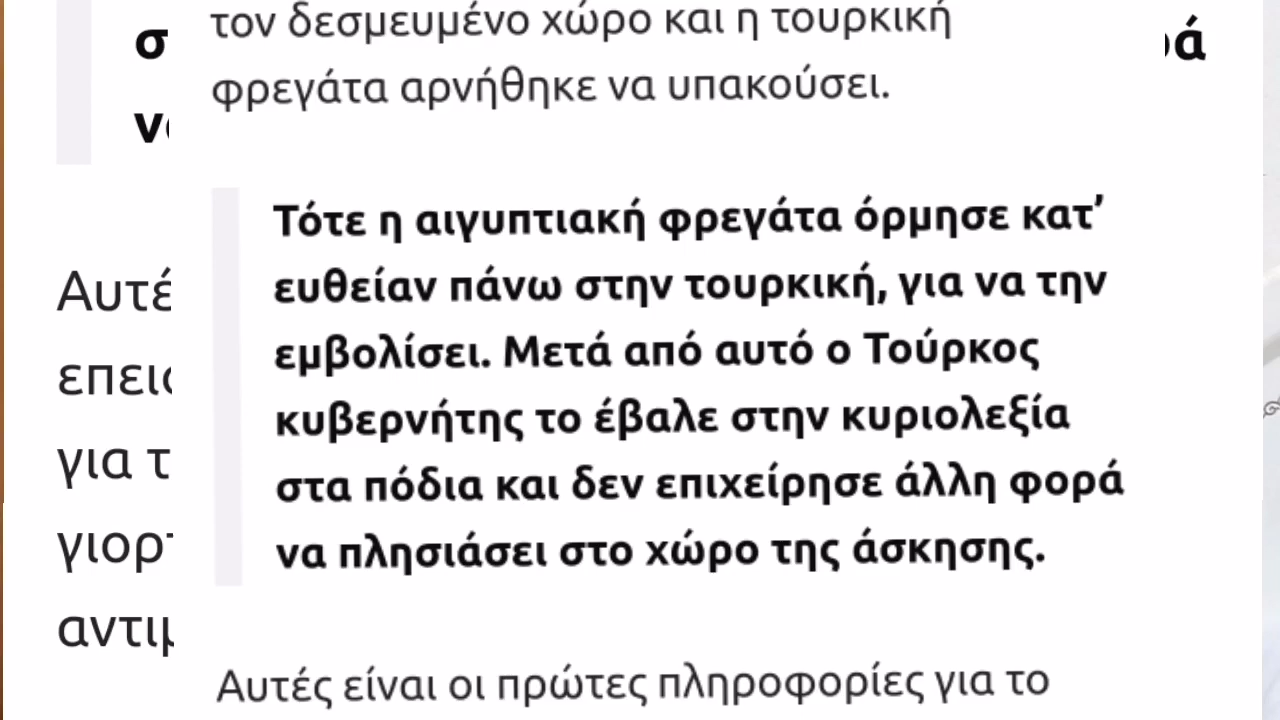 τον δεσμευμένο χώρο και η τουρκική
φρεγάτα αρνήθηκε να υπακούσει.
Τότε η αιγυπτιακή φρεγάτα όρμησε κατ’
ευθείαν πάνω στην τουρκική, για να την
εμβολίσει. Μετά από αυτό ο Τούρκος
κυβερνήτης το έβαλε στην κυριολεξία
στα πόδια και δεν επιχείρησε άλλη φορά
να πλησιάσει στο χώρο της άσκησης.
Αυτές είναι οι πρώτες πληροφορίες για το
για